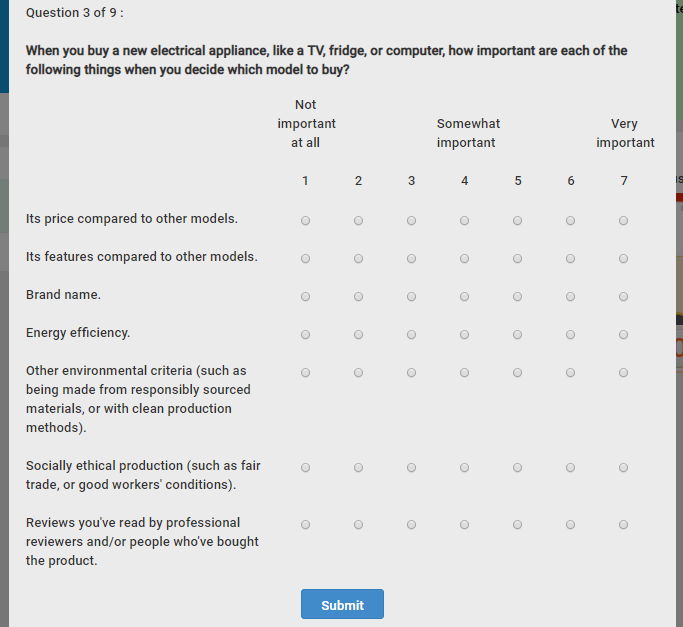 Question 3 of 9 :
When you buy a new electrical appliance, like a TV, fridge, or computer, how important are each of the
following things when you decide which model to buy?
Not
important
at all
Somewhat
important
Very
important
1 2 3 4 5 6 7
Its price compared to other models.
Its features compared to other models.
Brand name.
Energy efficiency.
Other environmental criteria (such as
being made from responsibly sourced
materials, or with clean production
methods).
Socially ethical production (such as fair
trade, or good workers' conditions).
Reviews you've read by professional
reviewers and/or people who've bought
the product.
Submit